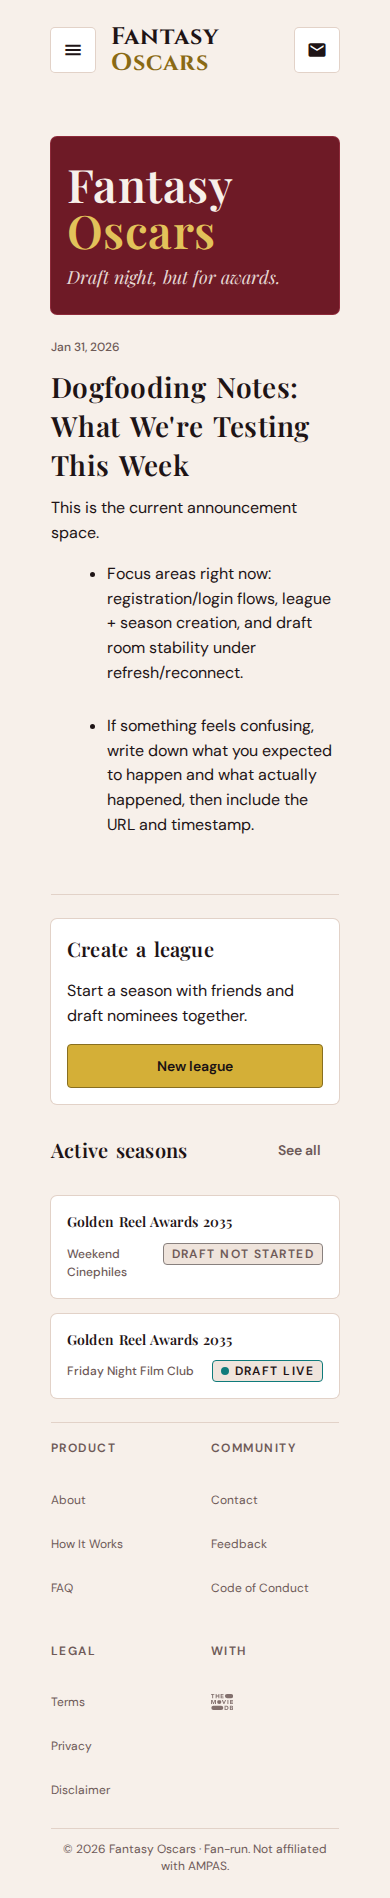 Fantasy
Oscars
Fantasy
Oscars
Draft night, but for awards.
Jan 31, 2026
Dogfooding Notes:
What We're Testing
This Week
This is the current announcement
space.
• Focus areas right now:
registration/login flows, league
+ season creation, and draft
room stability under
refresh/reconnect.
• If something feels confusing,
write down what you expected
to happen and what actually
happened, then include the
URL and timestamp.
Create a league
Start a season with friends and
draft nominees together.
New league
Active seasons
See all
Golden Reel Awards 2035
Weekend
Cinephiles
DRAFT NOT STARTED
Golden Reel Awards 2035
Friday Night Film Club
DRAFT LIVE
PRODUCT
About
How It Works
FAQ
COMMUNITY
Contact
Feedback
Code of Conduct
LEGAL
Terms
Privacy
Disclaimer
WITH
THE
MOVIE
DB
© 2026 Fantasy Oscars · Fan-run. Not affiliated
with AMPAS.